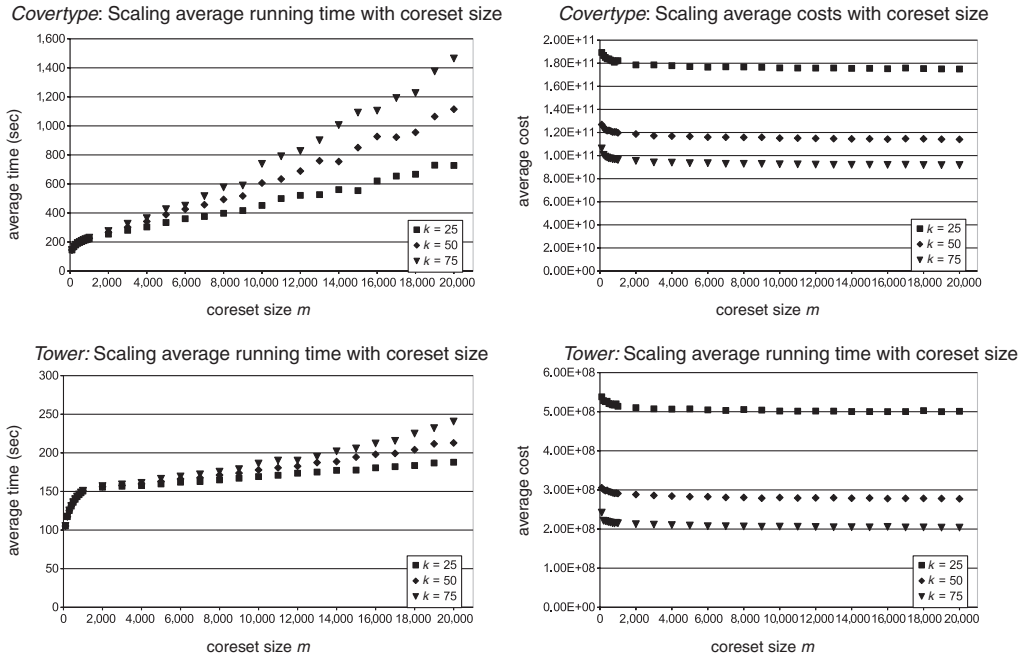 Covertype: Scaling average running time with coreset size
1,600
1,400
1,200
1,000
800
600
400
200
0
average time (sec)
k = 25
k = 50
k = 75
0 2,000 4,000 6,000 8,000 10,000 12,000 14,000 16,000 18,000 20,000
coreset size m
Covertype: Scaling average costs with coreset size
2.00E+11
1.80E+11
1.60E+11
1.40E+11
1.20E+11
1.00E+11
8.00E+10
6.00E+10
4.00E+10
2.00E+10
0.00E+00
average cost
k = 25
k = 50
k = 75
0 2,000 4,000 6,000 8,000 10,000 12,000 14,000 16,000 18,000 20,000
coreset size m
Tower: Scaling average running time with coreset size
300
250
200
150
100
50
0
average time (sec)
k = 25
k = 50
k = 75
0 2,000 4,000 6,000 8,000 10,000 12,000 14,000 16,000 18,000 20,000
coreset size m
Tower: Scaling average running time with coreset size
6.00E+08
5.00E+08
4.00E+08
3.00E+08
2.00E+08
1.00E+08
0.00E+00
average cost
k = 25
k = 50
k = 75
0 2,000 4,000 6,000 8,000 10,000 12,000 14,000 16,000 18,000 20,000
coreset size m